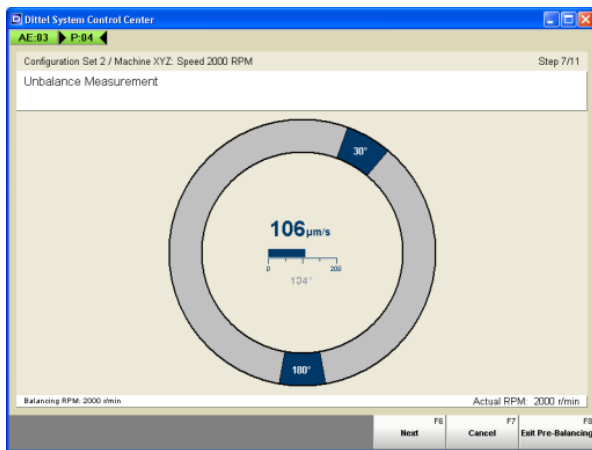 Dittel System Control Center
AE:03 P:04
Configuration Set 2 / Machine XYZ: Speed 2000 RPM Step 7/11
Unbalance Measurement
30°
106 µm/s
0 200
134°
180°
Balancing RPM: 2000 r/min Actual RPM: 2000 r/min
F6 F7 F8
Next Cancel Exit Pre-Balancing